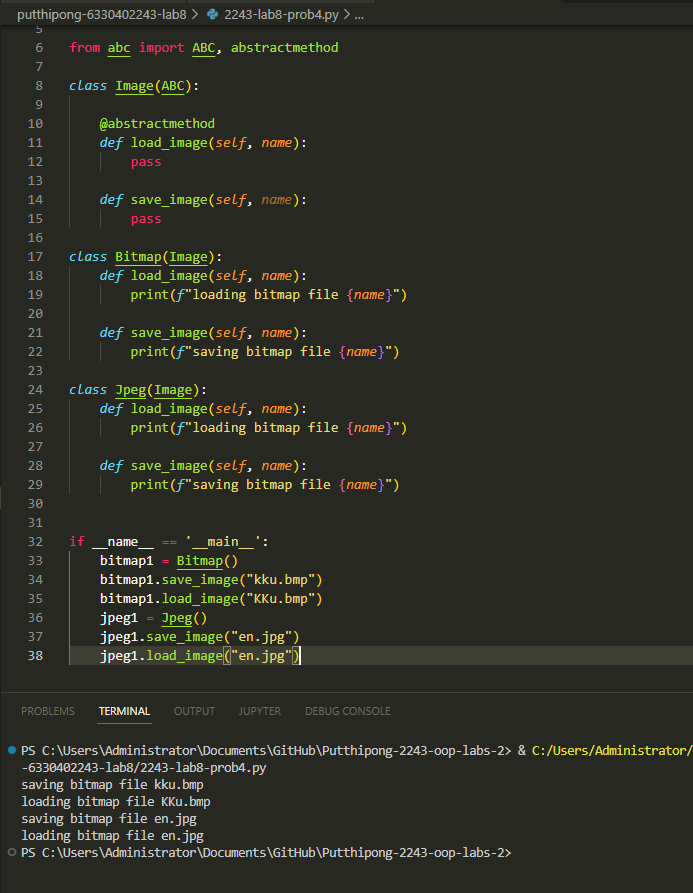 putthipong-6330402243-lab8 > 2243-lab8-prob4.py > ...
5
6 from abc import ABC, abstractmethod
7
8 class Image(ABC):
9
10 @abstractmethod
11 def load_image(self, name):
12 pass
13
14 def save_image(self, name):
15 pass
16
17 class Bitmap(Image):
18 def load_image(self, name):
19 print(f"loading bitmap file {name}")
20
21 def save_image(self, name):
22 print(f"saving bitmap file {name}")
23
24 class Jpeg(Image):
25 def load_image(self, name):
26 print(f"loading bitmap file {name}")
27
28 def save_image(self, name):
29 print(f"saving bitmap file {name}")
30
31
32 if __name__ == '__main__':
33 bitmap1 = Bitmap()
34 bitmap1.save_image("kku.bmp")
35 bitmap1.load_image("KKu.bmp")
36 jpeg1 = Jpeg()
37 jpeg1.save_image("en.jpg")
38 jpeg1.load_image("en.jpg")
PROBLEMS TERMINAL OUTPUT JUPYTER DEBUG CONSOLE
PS C:\Users\Administrator\Documents\GitHub\Putthipong-2243-oop-labs-2> & C:/Users/Administrator/
-6330402243-lab8/2243-lab8-prob4.py
saving bitmap file kku.bmp
loading bitmap file KKu.bmp
saving bitmap file en.jpg
loading bitmap file en.jpg
PS C:\Users\Administrator\Documents\GitHub\Putthipong-2243-oop-labs-2>